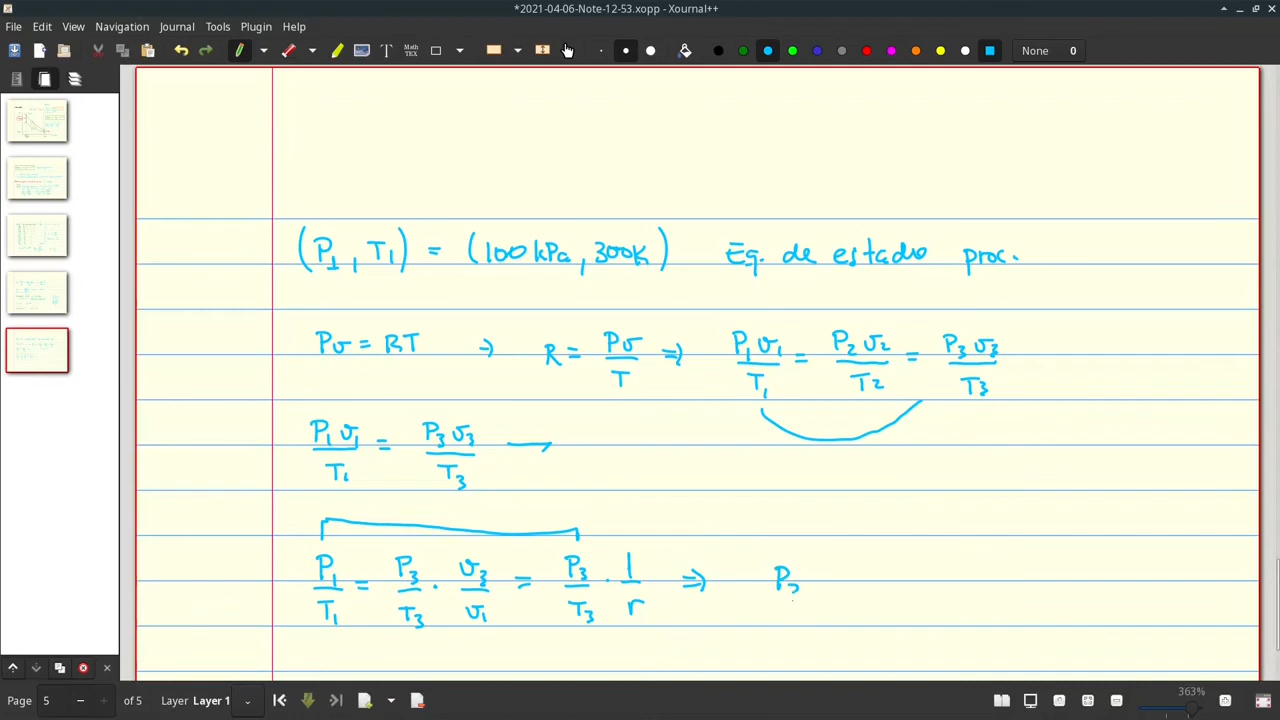 *2021-04-06-Note-12-53.xopp - Xournal++
File Edit View Navigation Journal Tools Plugin Help
None 0
(P₁, T₁) = (100 kPa, 300K) Eq. de estado proc.
Pv = RT → R = Pv/T ⇒ P₁v₁/T₁ = P₂v₂/T₂ = P₃v₃/T₃
P₁v₁/T₁ = P₃v₃/T₃ →
P₁/T₁ = P₃/T₃ · v₃/v₁ = P₃/T₃ · 1/r ⇒ P₃
Page 5 of 5 Layer Layer 1 363%